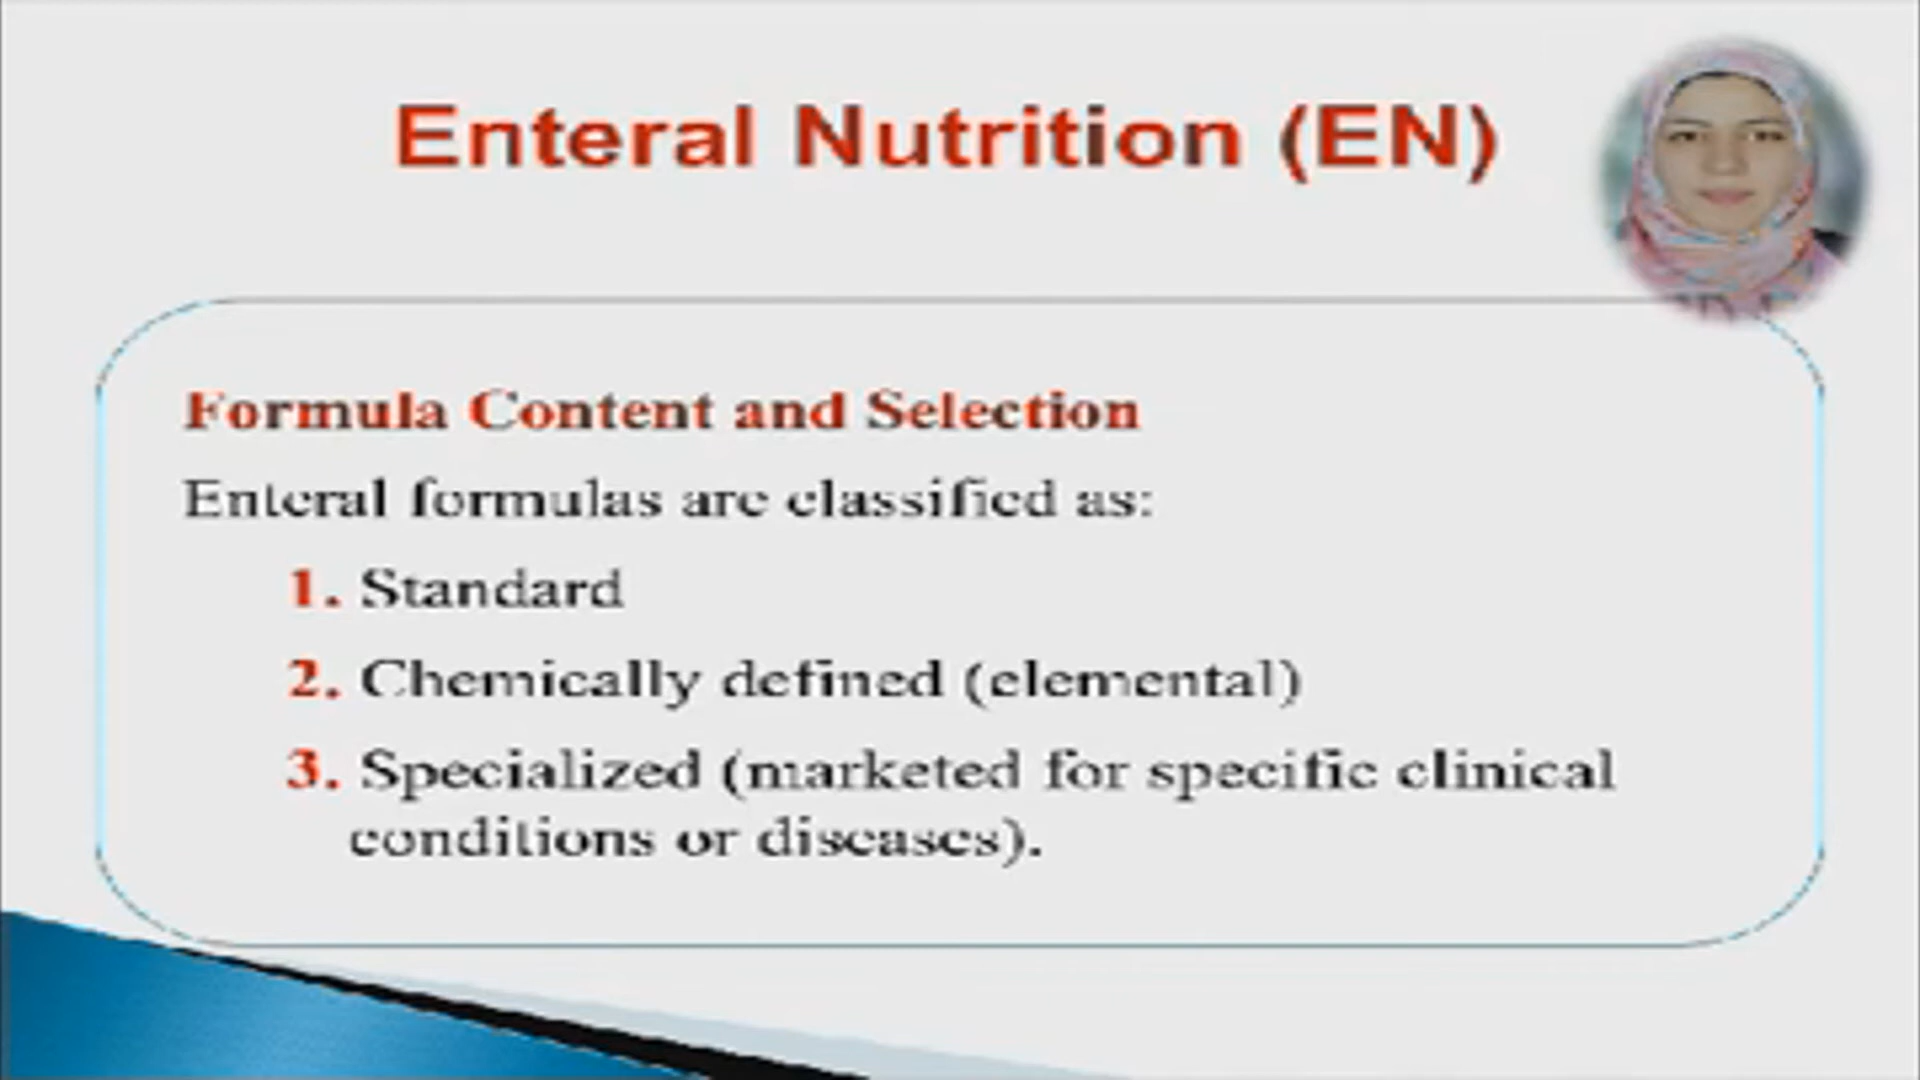 Enteral Nutrition (EN)
Formula Content and Selection
Enteral formulas are classified as:
1. Standard
2. Chemically defined (elemental)
3. Specialized (marketed for specific clinical
conditions or diseases).